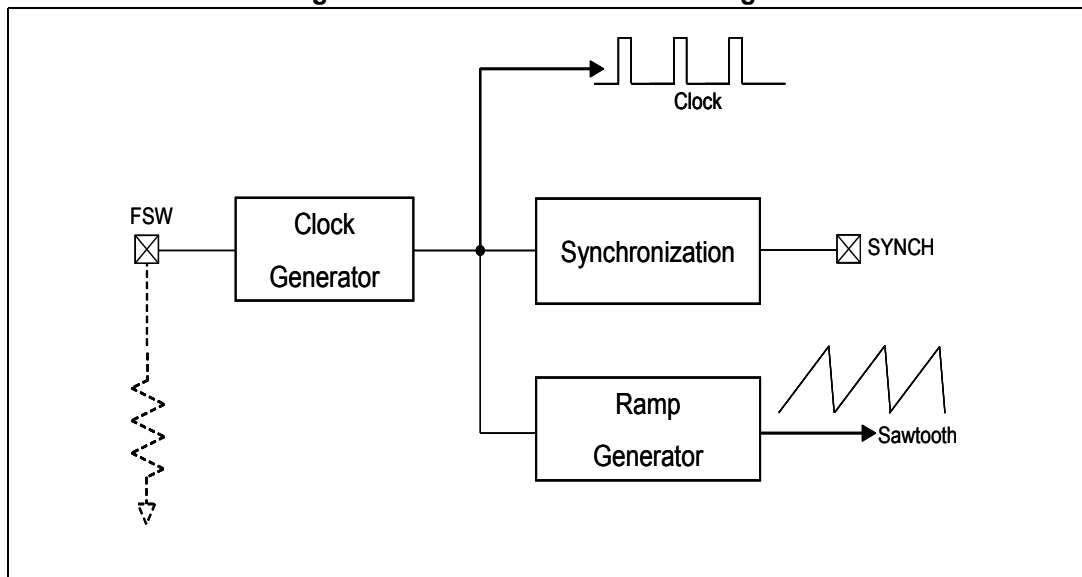 Clock
FSW
Clock
Generator
Synchronization
SYNCH
Ramp
Generator
Sawtooth